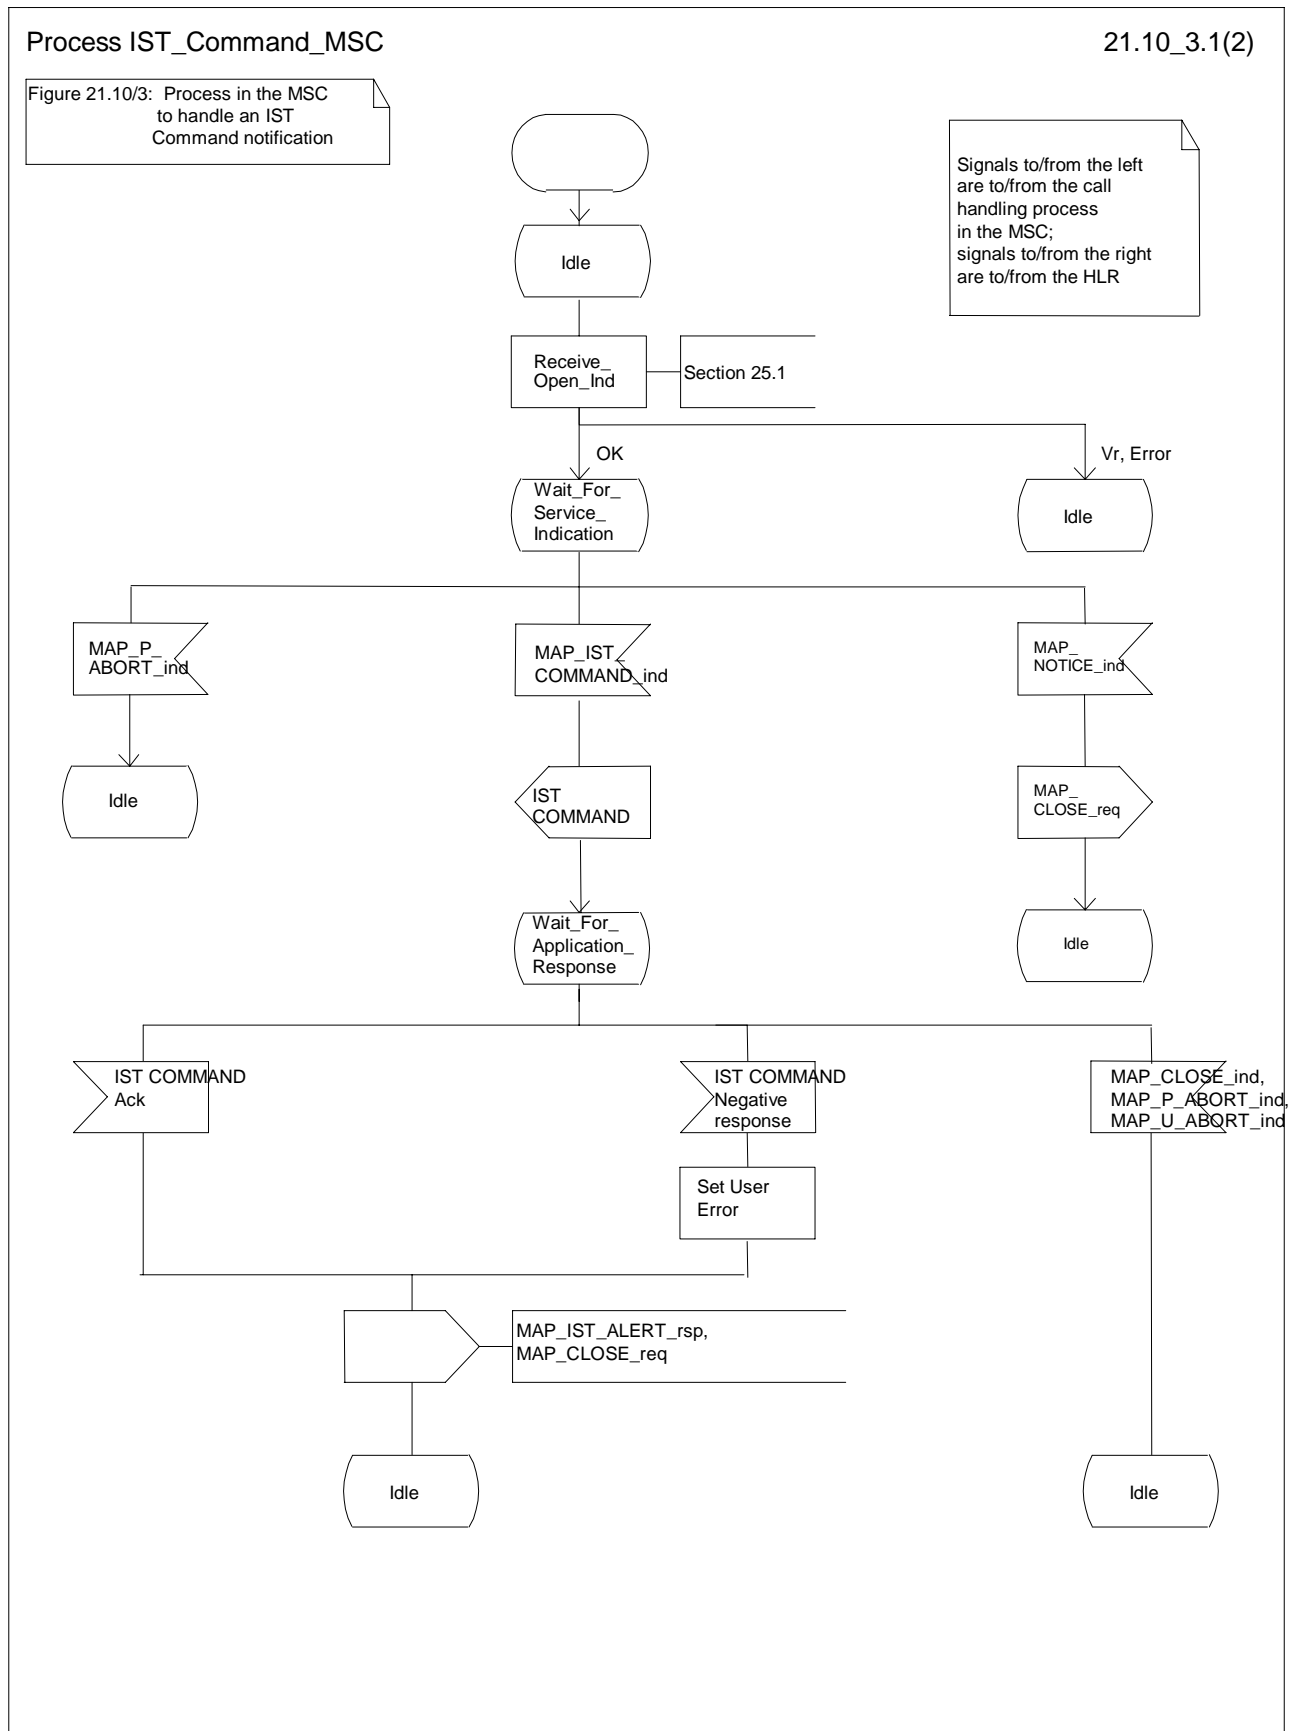 Process IST_Command_MSC
21.10_3.1(2)
Figure 21.10/3: Process in the MSC
to handle an IST
Command notification
Signals to/from the left
are to/from the call
handling process
in the MSC;
signals to/from the right
are to/from the HLR
Idle
Receive_
Open_Ind
Section 25.1
OK
Vr, Error
Wait_For_
Service_
Indication
Idle
MAP_P_
ABORT_ind
MAP_IST_
COMMAND_ind
MAP_
NOTICE_ind
Idle
IST
COMMAND
MAP_
CLOSE_req
Wait_For_
Application_
Response
Idle
IST COMMAND
Ack
IST COMMAND
Negative
response
MAP_CLOSE_ind,
MAP_P_ABORT_ind,
MAP_U_ABORT_ind
Set User
Error
MAP_IST_ALERT_rsp,
MAP_CLOSE_req
Idle
Idle